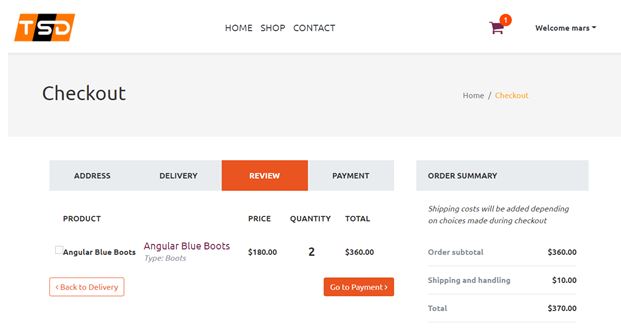 TSD
HOME SHOP CONTACT
1
Welcome mars
Checkout
Home / Checkout
ADDRESS DELIVERY REVIEW PAYMENT
PRODUCT PRICE QUANTITY TOTAL
Angular Blue Boots
Angular Blue Boots
Type: Boots
$180.00 2 $360.00
< Back to Delivery
Go to Payment >
ORDER SUMMARY
Shipping costs will be added depending
on choices made during checkout
Order subtotal $360.00
Shipping and handling $10.00
Total $370.00